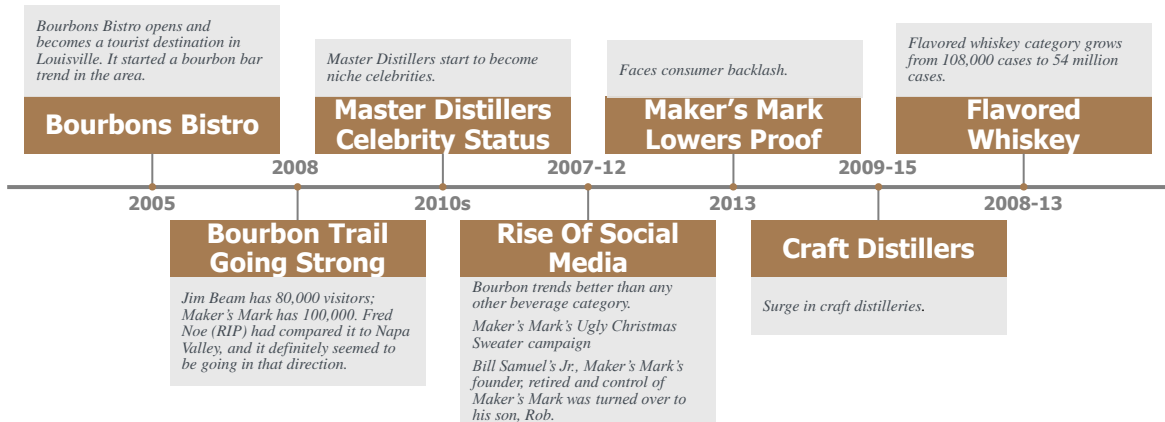 Bourbons Bistro opens and
becomes a tourist destination in
Louisville. It started a bourbon bar
trend in the area.
Bourbons Bistro
2005
2008
Bourbon Trail
Going Strong
Jim Beam has 80,000 visitors;
Maker's Mark has 100,000. Fred
Noe (RIP) had compared it to Napa
Valley, and it definitely seemed to
be going in that direction.
Master Distillers start to become
niche celebrities.
Master Distillers
Celebrity Status
2010s
2007-12
Rise Of Social
Media
Bourbon trends better than any
other beverage category.
Maker's Mark's Ugly Christmas
Sweater campaign
Bill Samuel's Jr., Maker's Mark's
founder, retired and control of
Maker's Mark was turned over to
his son, Rob.
Faces consumer backlash.
Maker's Mark
Lowers Proof
2013
2009-15
Craft Distillers
Surge in craft distilleries.
Flavored whiskey category grows
from 108,000 cases to 54 million
cases.
Flavored
Whiskey
2008-13